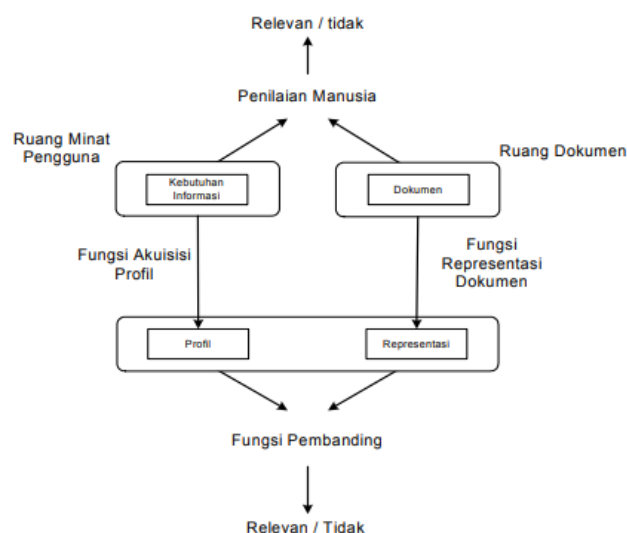 Relevan / tidak
Penilaian Manusia
Ruang Minat
Pengguna
Ruang Dokumen
Kebutuhan
Informasi
Dokumen
Fungsi Akuisisi
Profil
Fungsi
Representasi
Dokumen
Profil
Representasi
Fungsi Pembanding
Relevan / Tidak